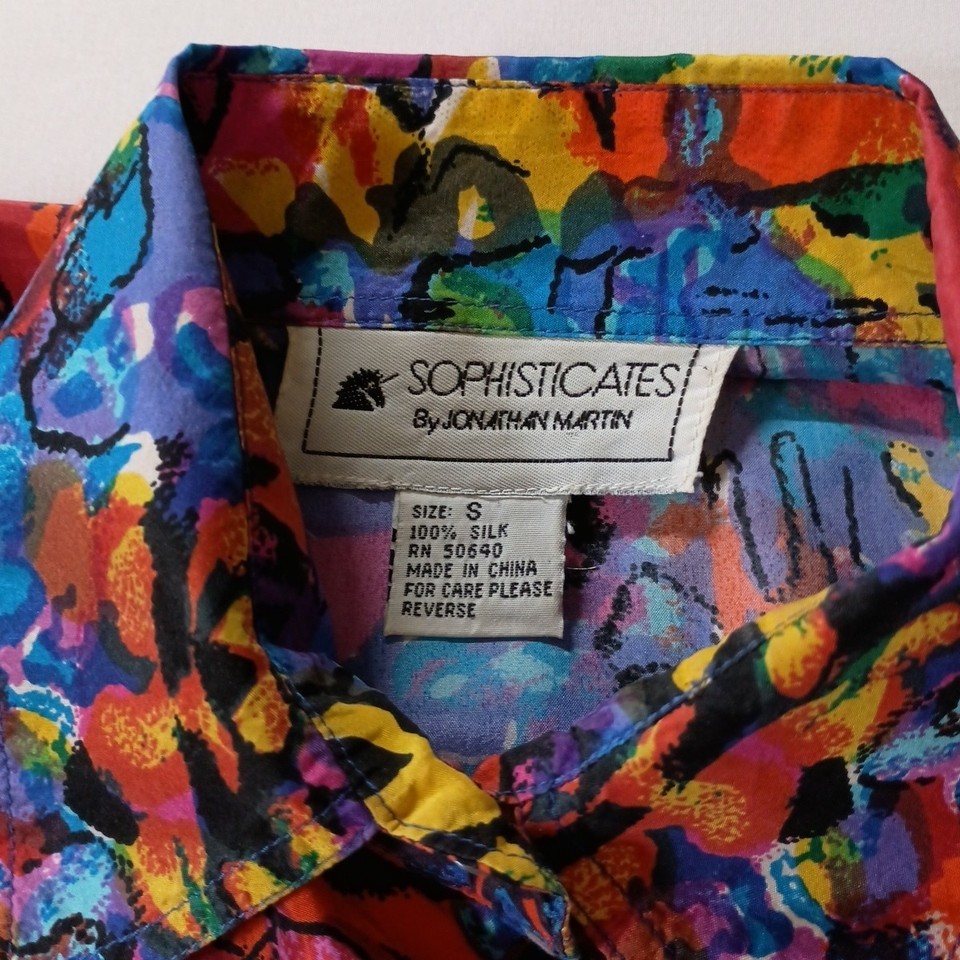 SOPHISTICATES
By JONATHAN MARTIN
SIZE: S
100% SILK
RN 50640
MADE IN CHINA
FOR CARE PLEASE
REVERSE